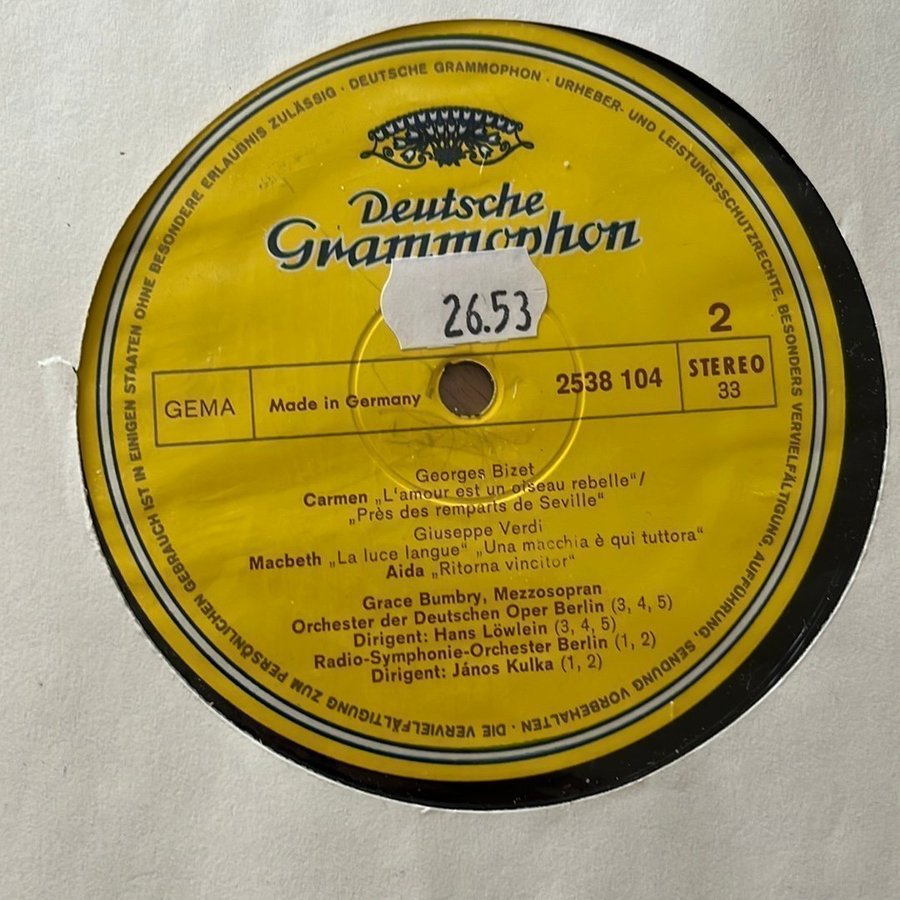 DIE VERVIELFÄLTIGUNG ZUM PERSÖNLICHEN GEBRAUCH IST IN EINIGEN STAATEN OHNE BESONDERE ERLAUBNIS ZULÄSSIG · DEUTSCHE GRAMMOPHON · URHEBER- UND LEISTUNGSSCHUTZRECHTE, BESONDERS VERVIELFÄLTIGUNG, AUFFÜHRUNG, SENDUNG VORBEHALTEN ·
Deutsche
Grammophon
26.53
2
GEMA Made in Germany 2538 104 STEREO
33
Georges Bizet
Carmen „L'amour est un oiseau rebelle“/
„Près des remparts de Seville“
Giuseppe Verdi
Macbeth „La luce langue“ „Una macchia è qui tuttora“
Aida „Ritorna vincitor“
Grace Bumbry, Mezzosopran
Orchester der Deutschen Oper Berlin (3, 4, 5)
Dirigent: Hans Löwlein (3, 4, 5)
Radio-Symphonie-Orchester Berlin (1, 2)
Dirigent: János Kulka (1, 2)